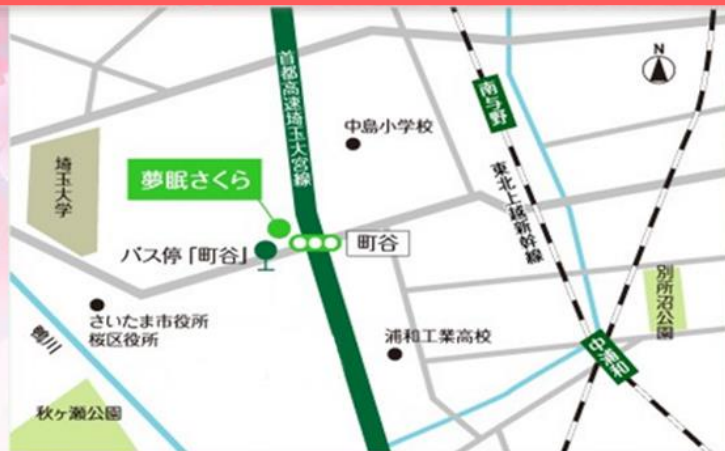 首都高速埼玉大宮線
N
南与野
中島小学校
埼玉大学
夢眠さくら
東北上越新幹線
バス停「町谷」
町谷
別所沼公園
さいたま市役所
桜区役所
鴨川
浦和工業高校
中浦和
秋ヶ瀬公園